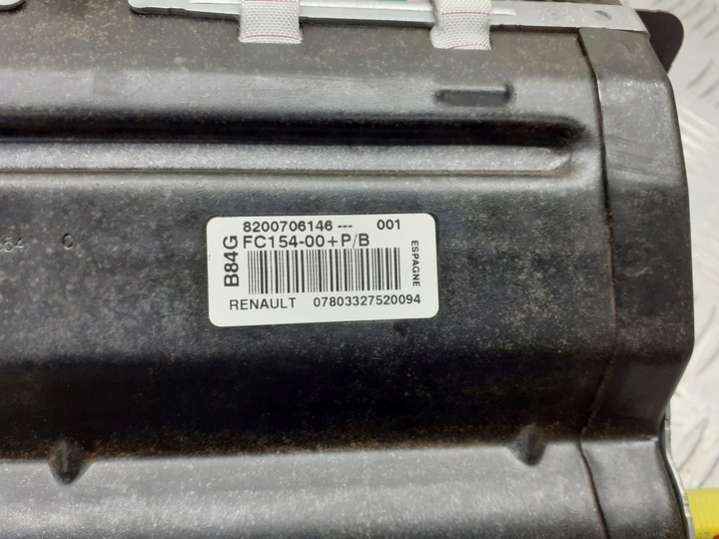 8200706146 --- 001
B84G
FC154-00+P/B
ESPAGNE
RENAULT 07803327520094